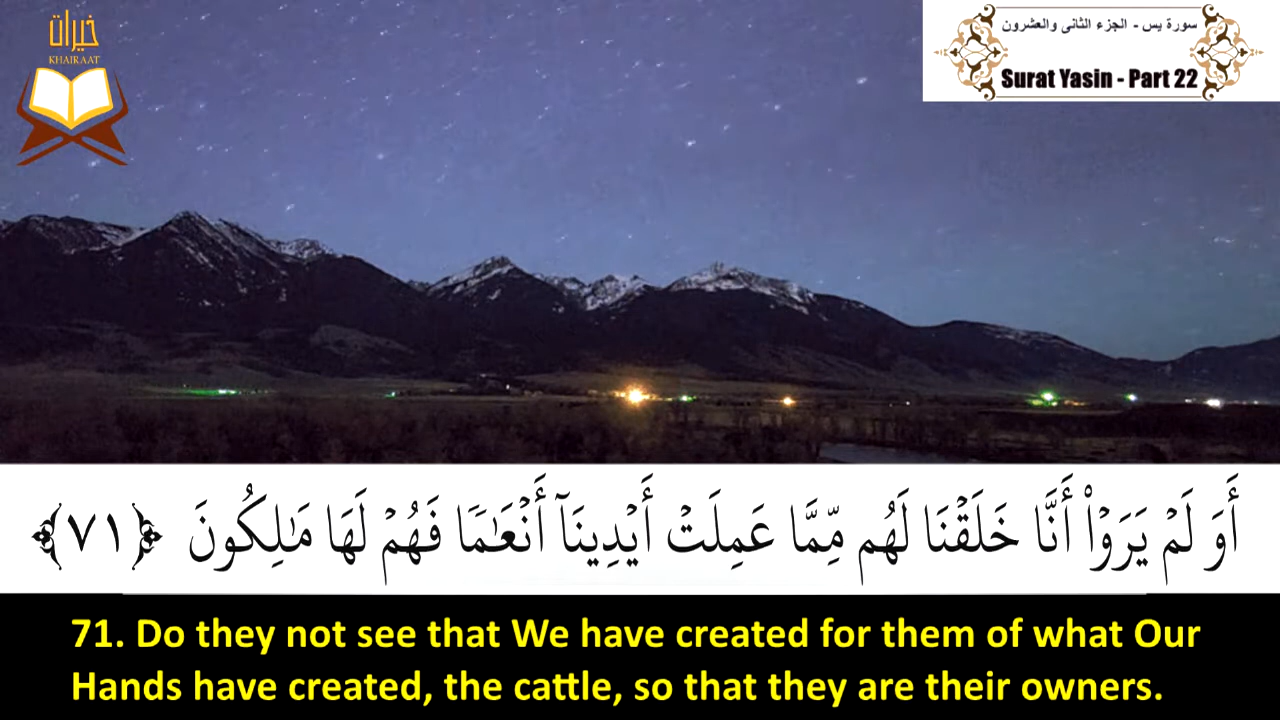 خيرات
KHAIRAAT
سورة يس - الجزء الثانى والعشرون
Surat Yasin - Part 22
أَوَ لَمْ يَرَوْا۟ أَنَّا خَلَقْنَا لَهُم مِّمَّا عَمِلَتْ أَيْدِينَآ أَنْعَـٰمًا فَهُمْ لَهَا مَـٰلِكُونَ ﴿٧١﴾
71. Do they not see that We have created for them of what Our
Hands have created, the cattle, so that they are their owners.